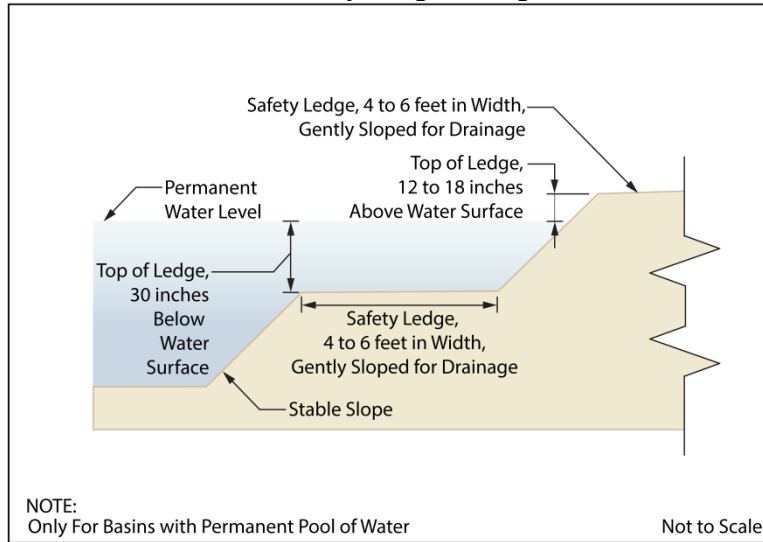 Safety Ledge, 4 to 6 feet in Width,
Gently Sloped for Drainage
Top of Ledge,
12 to 18 inches
Above Water Surface
Permanent
Water Level
Top of Ledge,
30 inches
Below
Water
Surface
Safety Ledge,
4 to 6 feet in Width,
Gently Sloped for Drainage
Stable Slope
NOTE:
Only For Basins with Permanent Pool of Water
Not to Scale